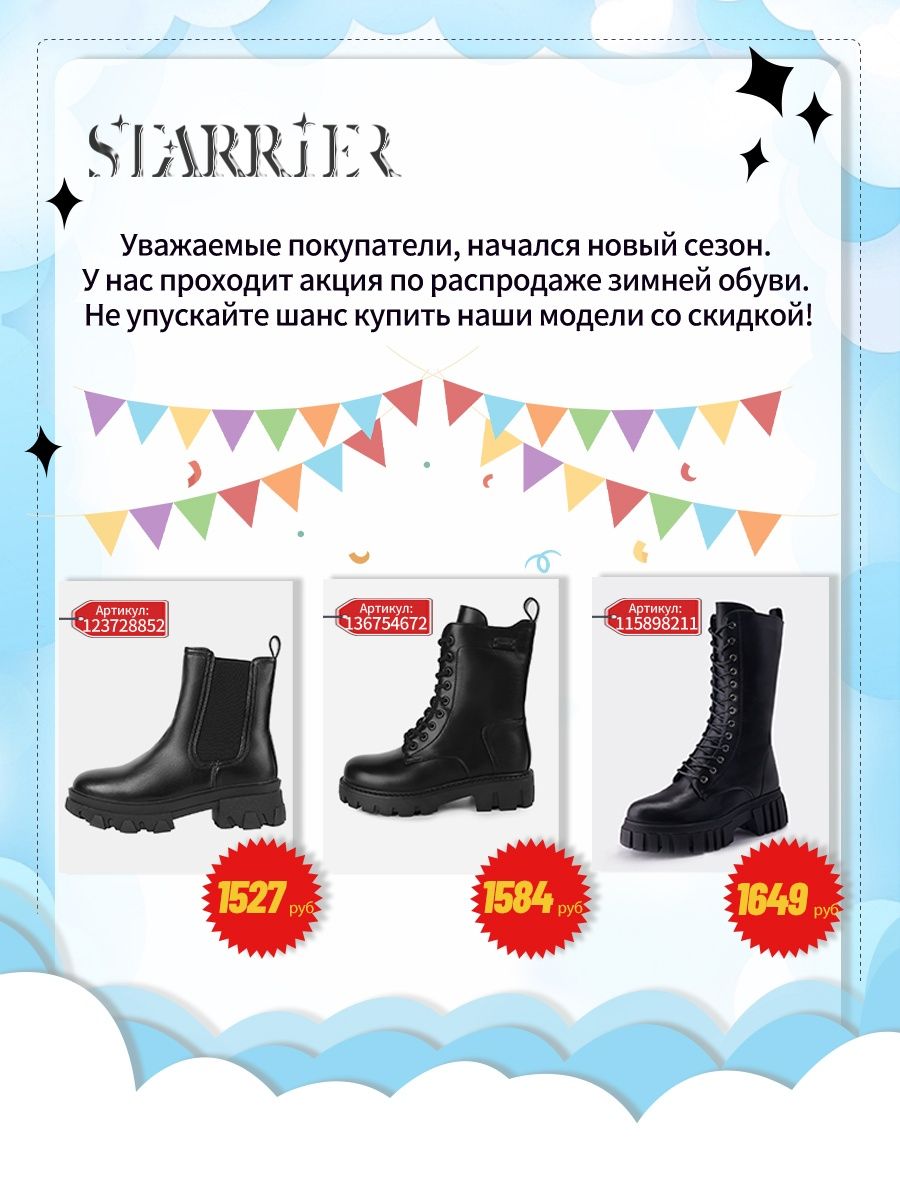 STARRIER
Уважаемые покупатели, начался новый сезон.
У нас проходит акция по распродаже зимней обуви.
Не упускайте шанс купить наши модели со скидкой!
Артикул:
123728852
Артикул:
136754672
Артикул:
115898211
1527 руб
1584 руб
1649 руб